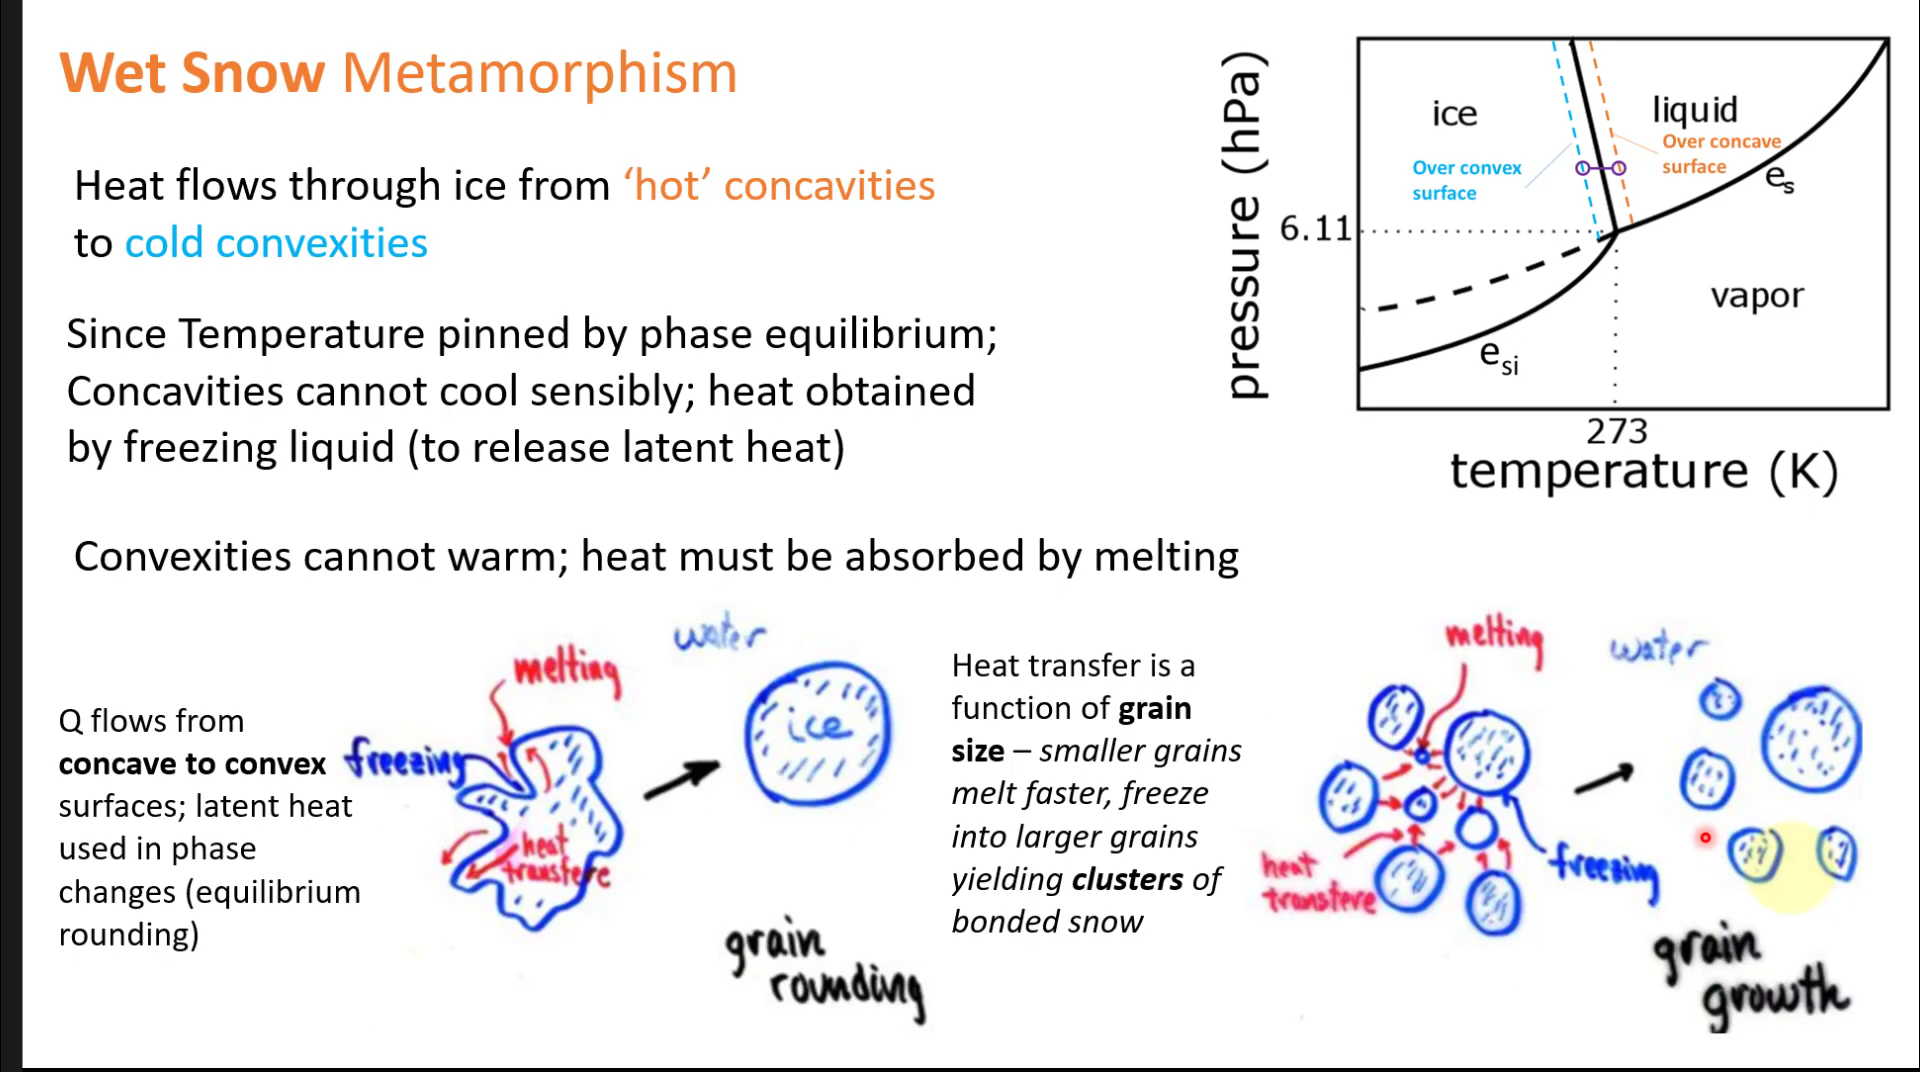 Wet Snow Metamorphism
Heat flows through ice from ‘hot’ concavities
to cold convexities
Since Temperature pinned by phase equilibrium;
Concavities cannot cool sensibly; heat obtained
by freezing liquid (to release latent heat)
Convexities cannot warm; heat must be absorbed by melting
pressure (hPa)
ice
liquid
Over concave
surface
Over convex
surface
es
6.11
vapor
esi
273
temperature (K)
Q flows from
concave to convex
surfaces; latent heat
used in phase
changes (equilibrium
rounding)
melting
water
freezing
ice
heat
transfere
grain
rounding
Heat transfer is a
function of grain
size – smaller grains
melt faster, freeze
into larger grains
yielding clusters of
bonded snow
melting
water
heat
transfere
freezing
grain
growth